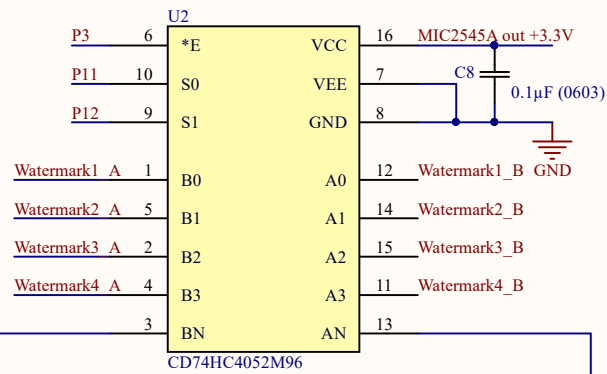 U2
P3 6 *E VCC 16 MIC2545A out +3.3V
P11 10 S0 VEE 7 C8
0.1µF (0603)
P12 9 S1 GND 8
GND
Watermark1_A 1 B0 A0 12 Watermark1_B
Watermark2_A 5 B1 A1 14 Watermark2_B
Watermark3_A 2 B2 A2 15 Watermark3_B
Watermark4_A 4 B3 A3 11 Watermark4_B
3 BN AN 13
CD74HC4052M96